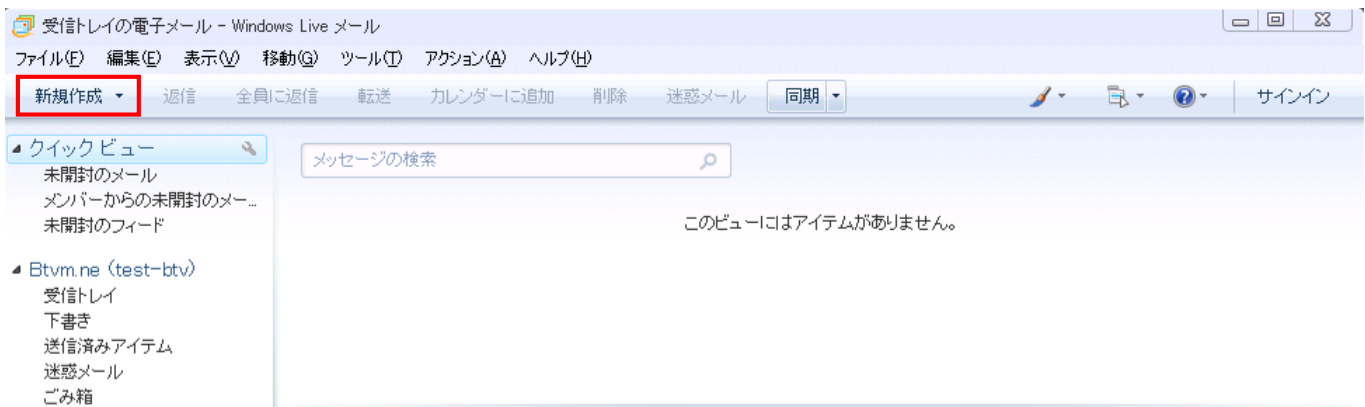 受信トレイの電子メール - Windows Live メール
ファイル(F) 編集(E) 表示(V) 移動(G) ツール(T) アクション(A) ヘルプ(H)
新規作成 返信 全員に返信 転送 カレンダーに追加 削除 迷惑メール 同期 サインイン
クイック ビュー
未開封のメール
メンバーからの未開封のメー...
未開封のフィード
Btvm.ne (test-btv)
受信トレイ
下書き
送信済みアイテム
迷惑メール
ごみ箱
メッセージの検索
このビューにはアイテムがありません。